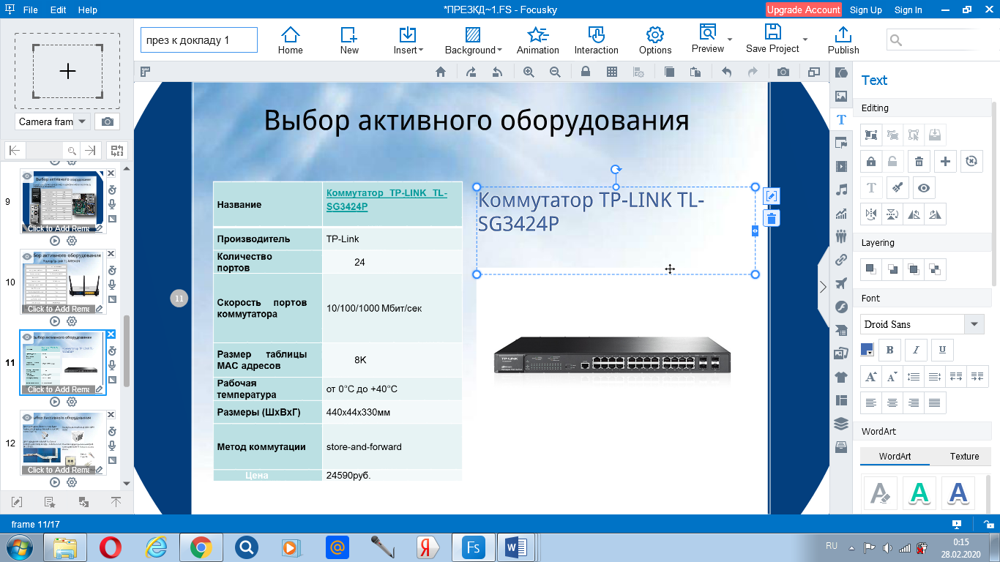 File Edit Help
*ПРЕЗКД~1.FS - Focusky
Upgrade Account Sign Up Sign In
през к докладу 1
Home New Insert Background Animation Interaction Options Preview Save Project Publish
Camera fram
Text
Editing
Layering
Font
Droid Sans
B I U
WordArt
WordArt Texture
9
Click to Add Rema
10
Click to Add Rema
11
Click to Add Rema
12
Click to Add Rema
11
Выбор активного оборудования
Название
Коммутатор TP-LINK TL-
SG3424P
Производитель
TP-Link
Количество
портов
24
Скорость портов
коммутатора
10/100/1000 Мбит/сек
Размер таблицы
MAC адресов
8K
Рабочая
температура
от 0°C до +40°C
Размеры (ШхВхГ)
440x44x330мм
Метод коммутации
store-and-forward
Цена
24590руб.
Коммутатор TP-LINK TL-
SG3424P
TP-LINK
frame 11/17
RU
0:15
28.02.2020